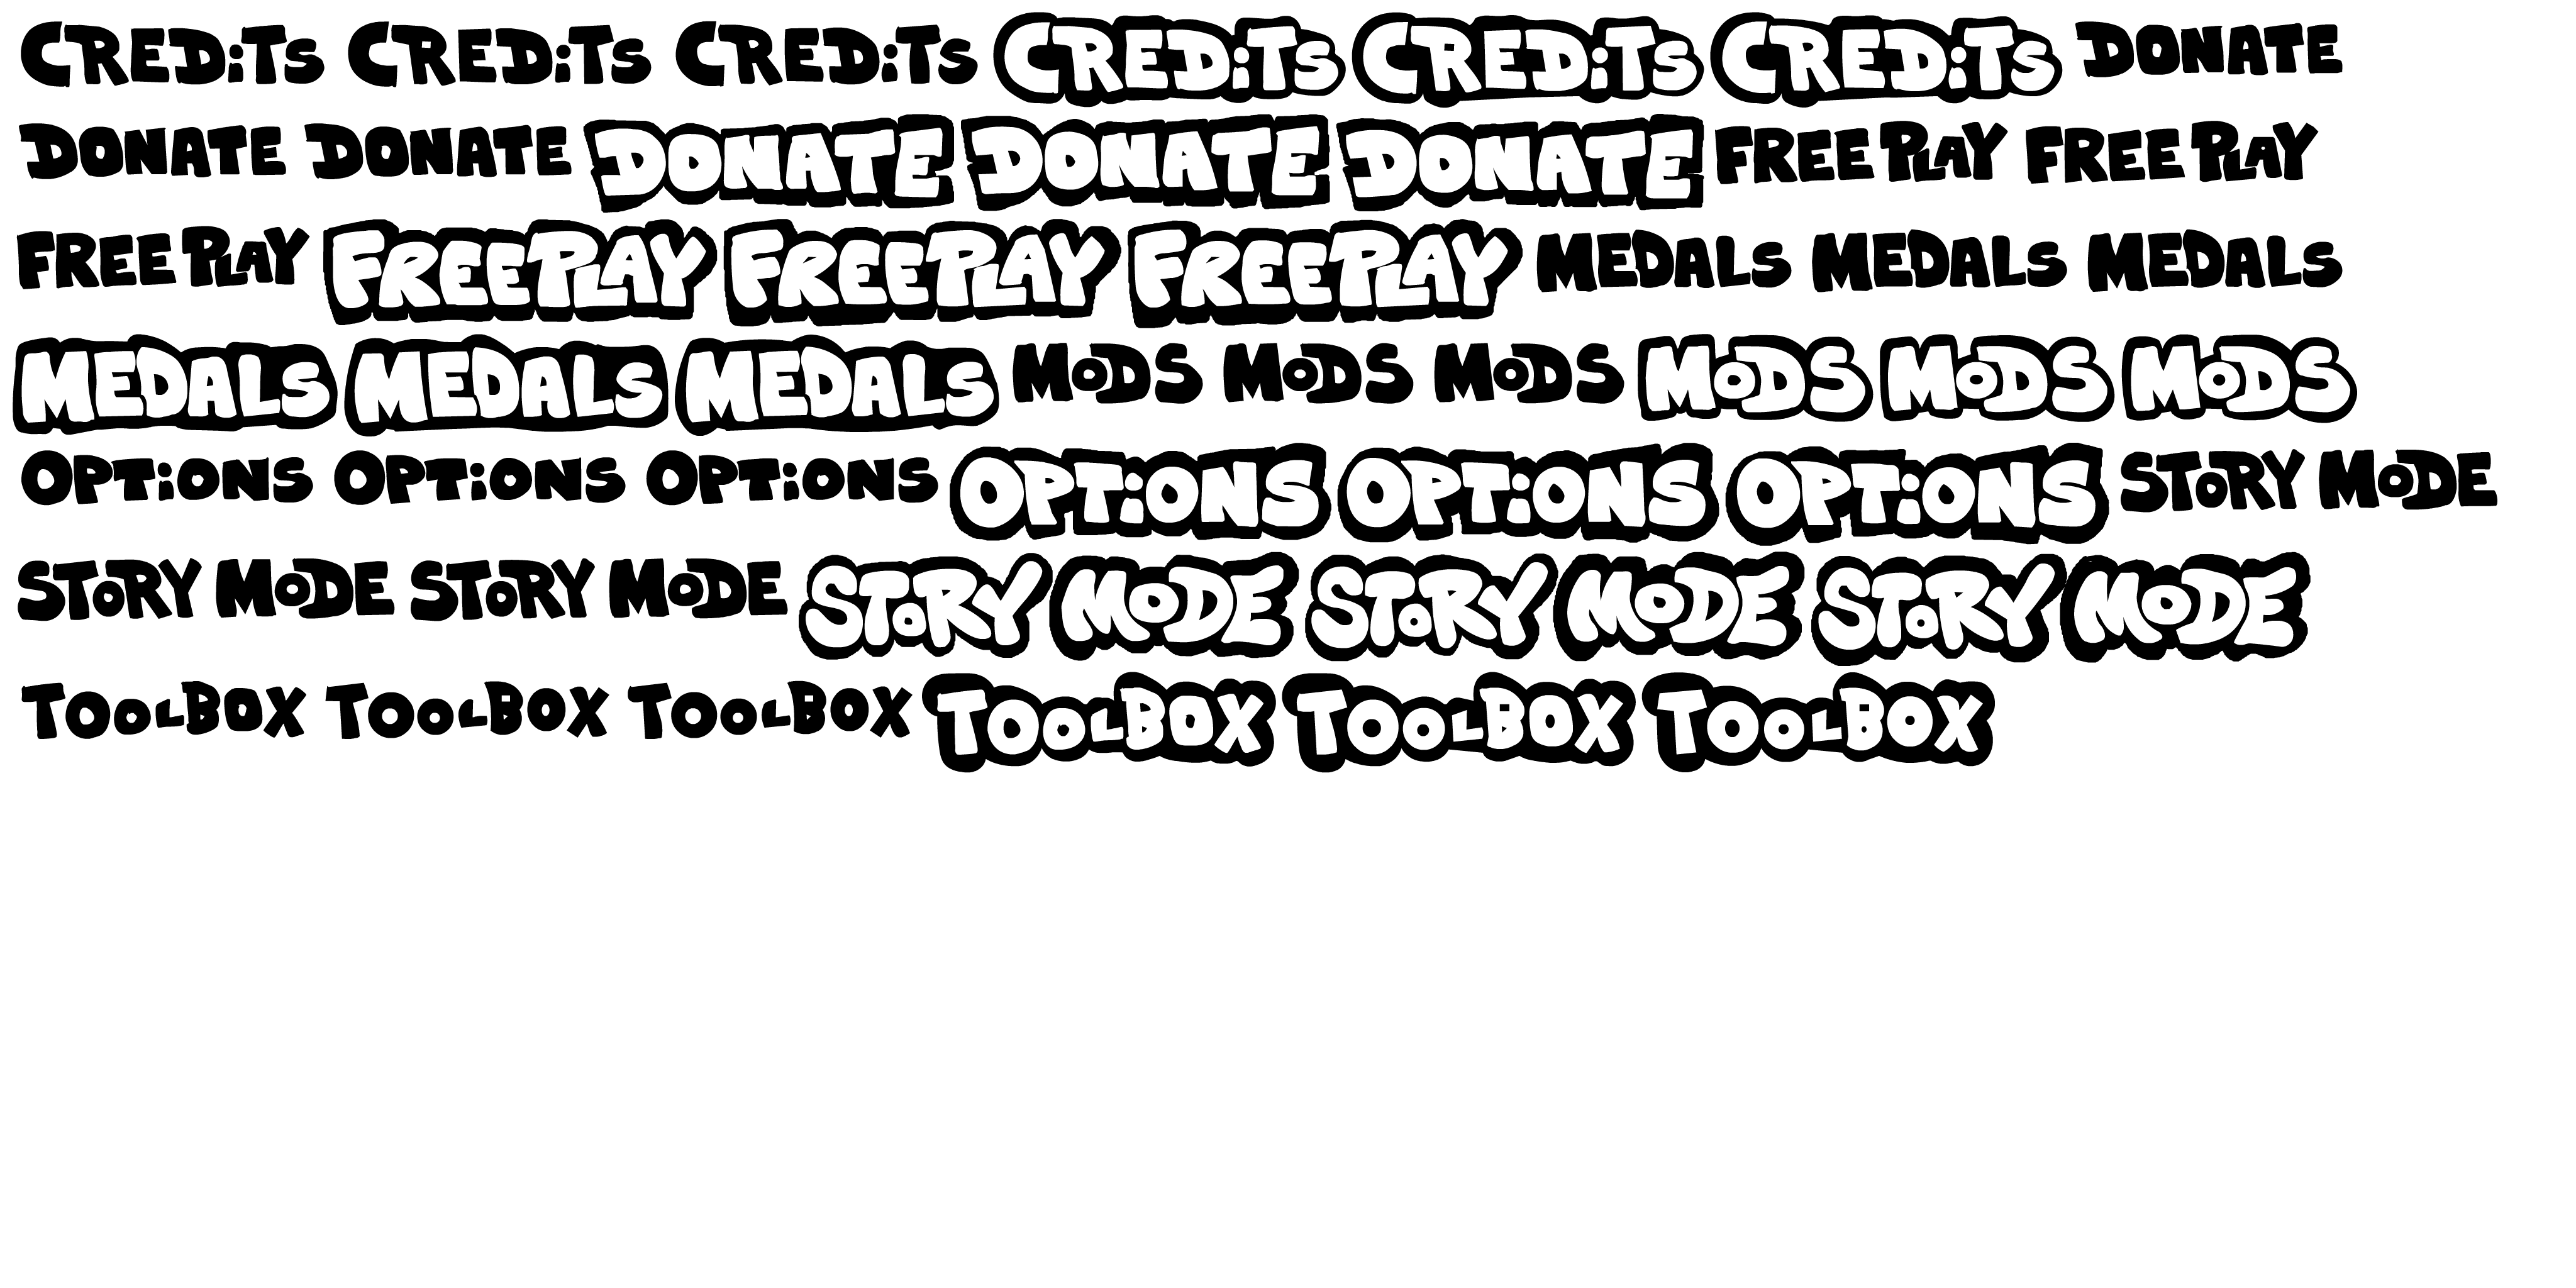 CREDiTS CREDiTS CREDiTS CREDiTS CREDiTS CREDiTS DONATE
DONATE DONATE DONATE DONATE DONATE FREEPLAY FREEPLAY
FREEPLAY FREEPLAY FREEPLAY FREEPLAY MEDALS MEDALS MEDALS
MEDALS MEDALS MEDALS MODS MODS MODS MODS MODS MODS
OPTiONS OPTiONS OPTiONS OPTiONS OPTiONS OPTiONS STORY MODE
STORY MODE STORY MODE STORY MODE STORY MODE STORY MODE
TOOLBOX TOOLBOX TOOLBOX TOOLBOX TOOLBOX TOOLBOX